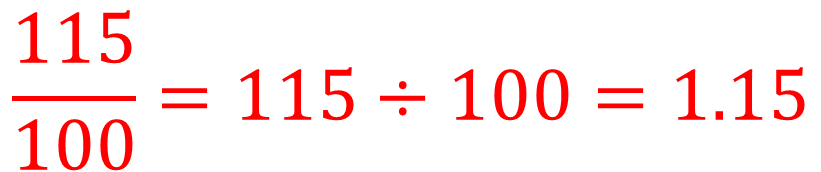 115/100 = 115 ÷ 100 = 1.15